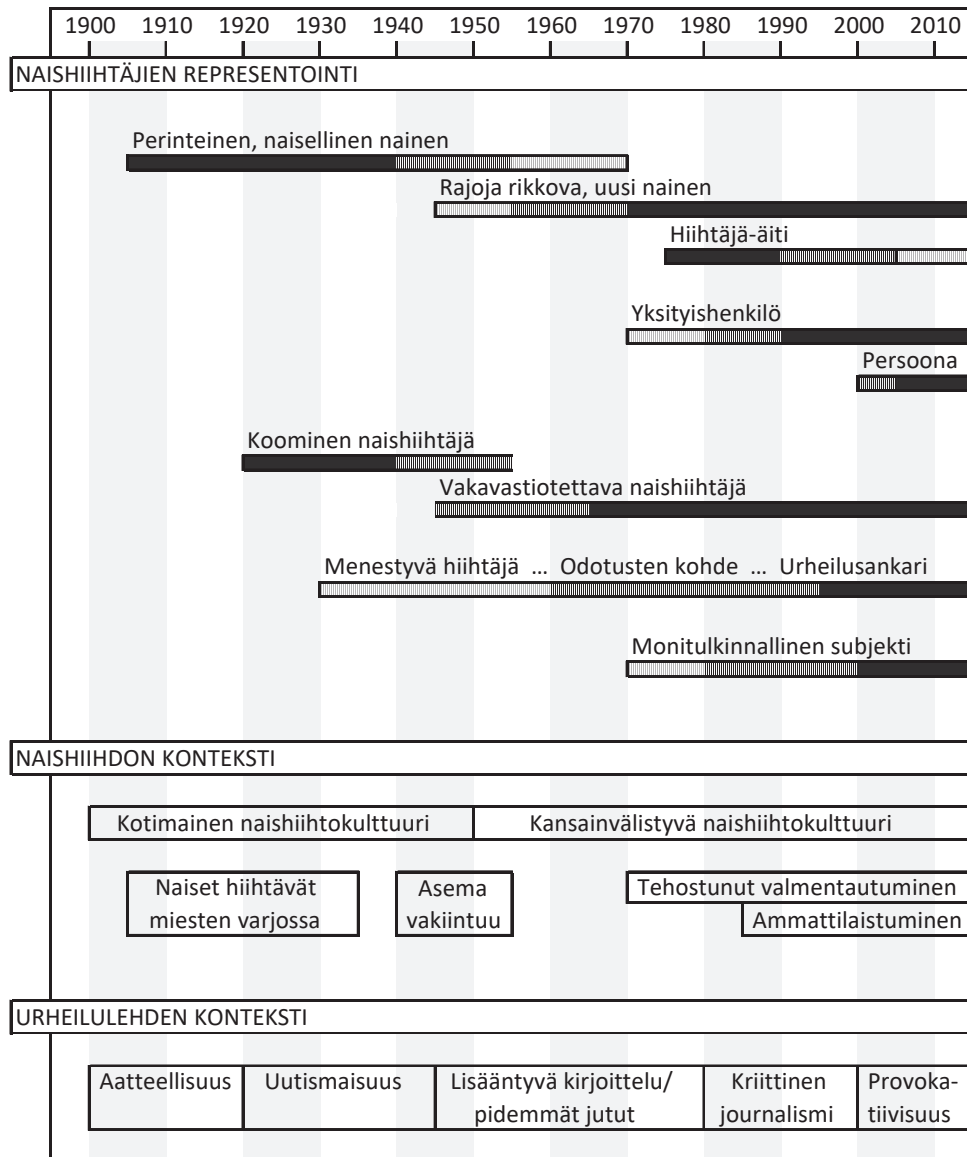 1900 1910 1920 1930 1940 1950 1960 1970 1980 1990 2000 2010
NAISHIIHTÄJIEN REPRESENTOINTI
Perinteinen, naisellinen nainen
Rajoja rikkova, uusi nainen
Hiihtäjä-äiti
Yksityishenkilö
Persoona
Koominen naishiihtäjä
Vakavastiotettava naishiihtäjä
Menestyvä hiihtäjä ... Odotusten kohde ... Urheilusankari
Monitulkinnallinen subjekti
NAISHIIHDON KONTEKSTI
Kotimainen naishiihtokulttuuri
Kansainvälistyvä naishiihtokulttuuri
Naiset hiihtävät
miesten varjossa
Asema
vakiintuu
Tehostunut valmentautuminen
Ammattilaistuminen
URHEILULEHDEN KONTEKSTI
Aatteellisuus
Uutismaisuus
Lisääntyvä kirjoittelu/
pidemmät jutut
Kriittinen
journalismi
Provoka-
tiivisuus